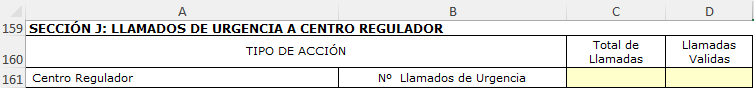 A B C D
159 SECCIÓN J: LLAMADOS DE URGENCIA A CENTRO REGULADOR
160 TIPO DE ACCIÓN Total de Llamadas Llamadas Validas
161 Centro Regulador Nº Llamados de Urgencia